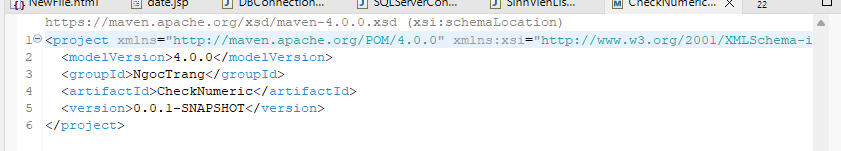 NewFile.html date.jsp DBConnection... SQLServerCon... SinhVienLis... CheckNumeric... 22
https://maven.apache.org/xsd/maven-4.0.0.xsd (xsi:schemaLocation)
1 <project xmlns="http://maven.apache.org/POM/4.0.0" xmlns:xsi="http://www.w3.org/2001/XMLSchema-i
2 <modelVersion>4.0.0</modelVersion>
3 <groupId>NgocTrang</groupId>
4 <artifactId>CheckNumeric</artifactId>
5 <version>0.0.1-SNAPSHOT</version>
6 </project>